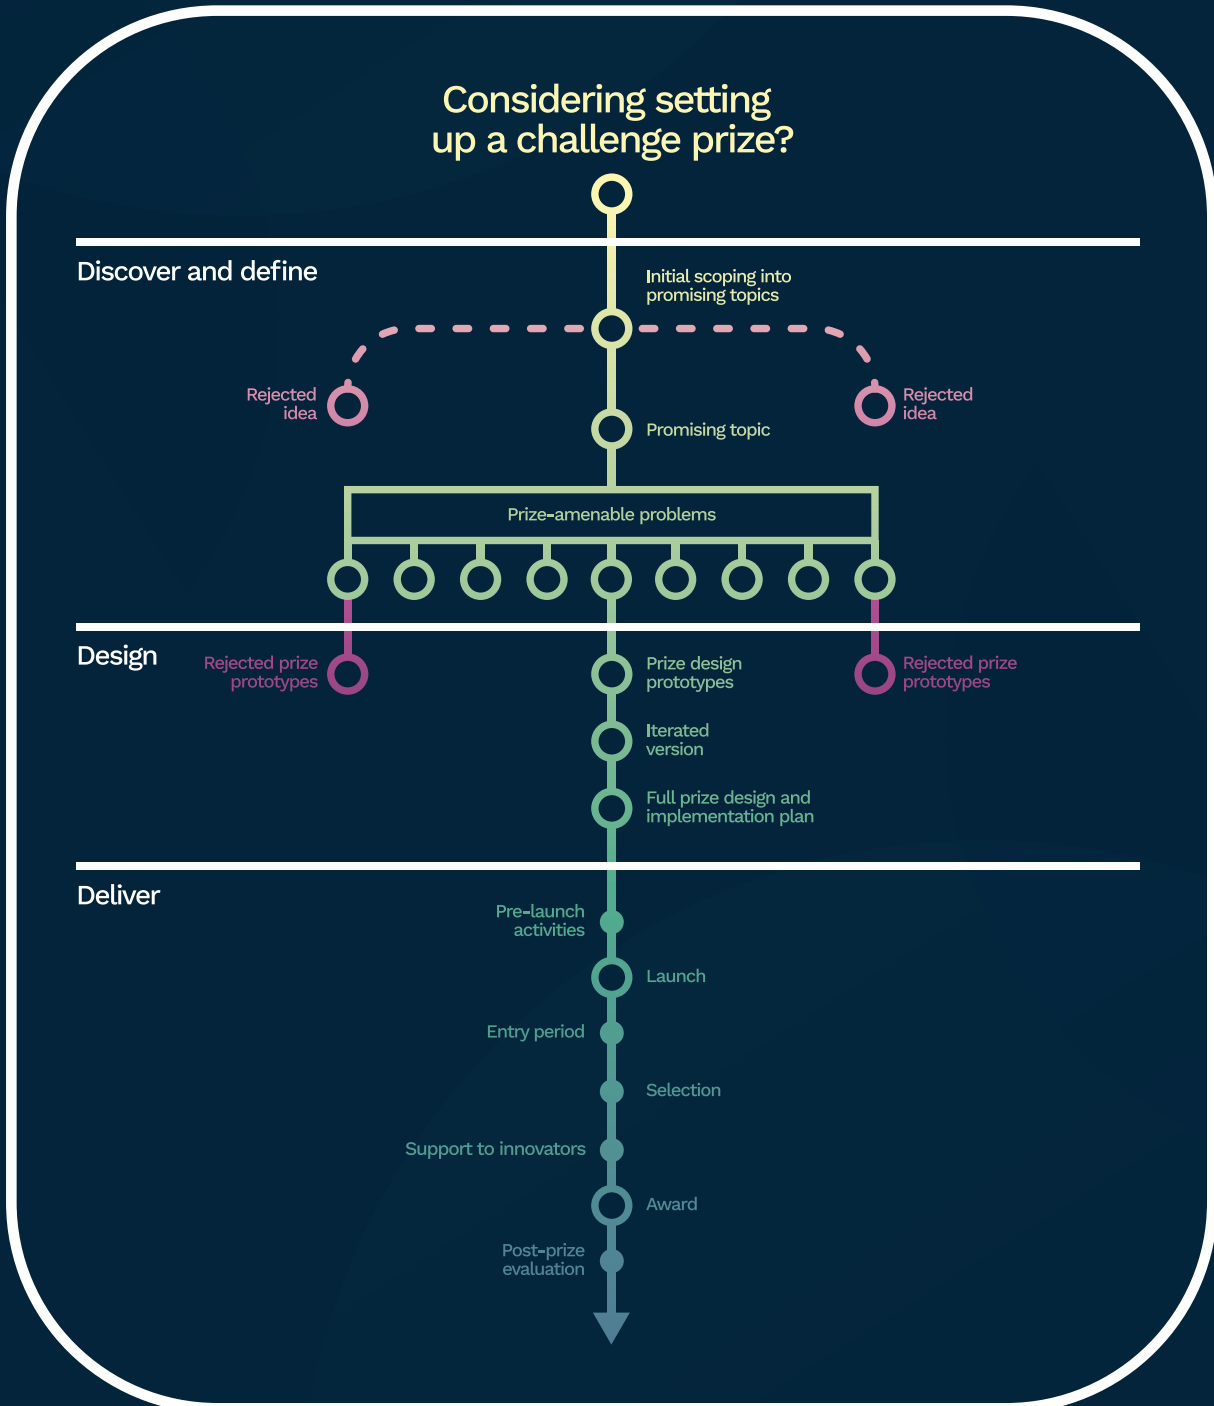 Considering setting
up a challenge prize?
Discover and define
Initial scoping into
promising topics
Rejected
idea
Rejected
idea
Promising topic
Prize-amenable problems
Design
Rejected prize
prototypes
Prize design
prototypes
Rejected prize
prototypes
Iterated
version
Full prize design and
implementation plan
Deliver
Pre-launch
activities
Launch
Entry period
Selection
Support to innovators
Award
Post-prize
evaluation